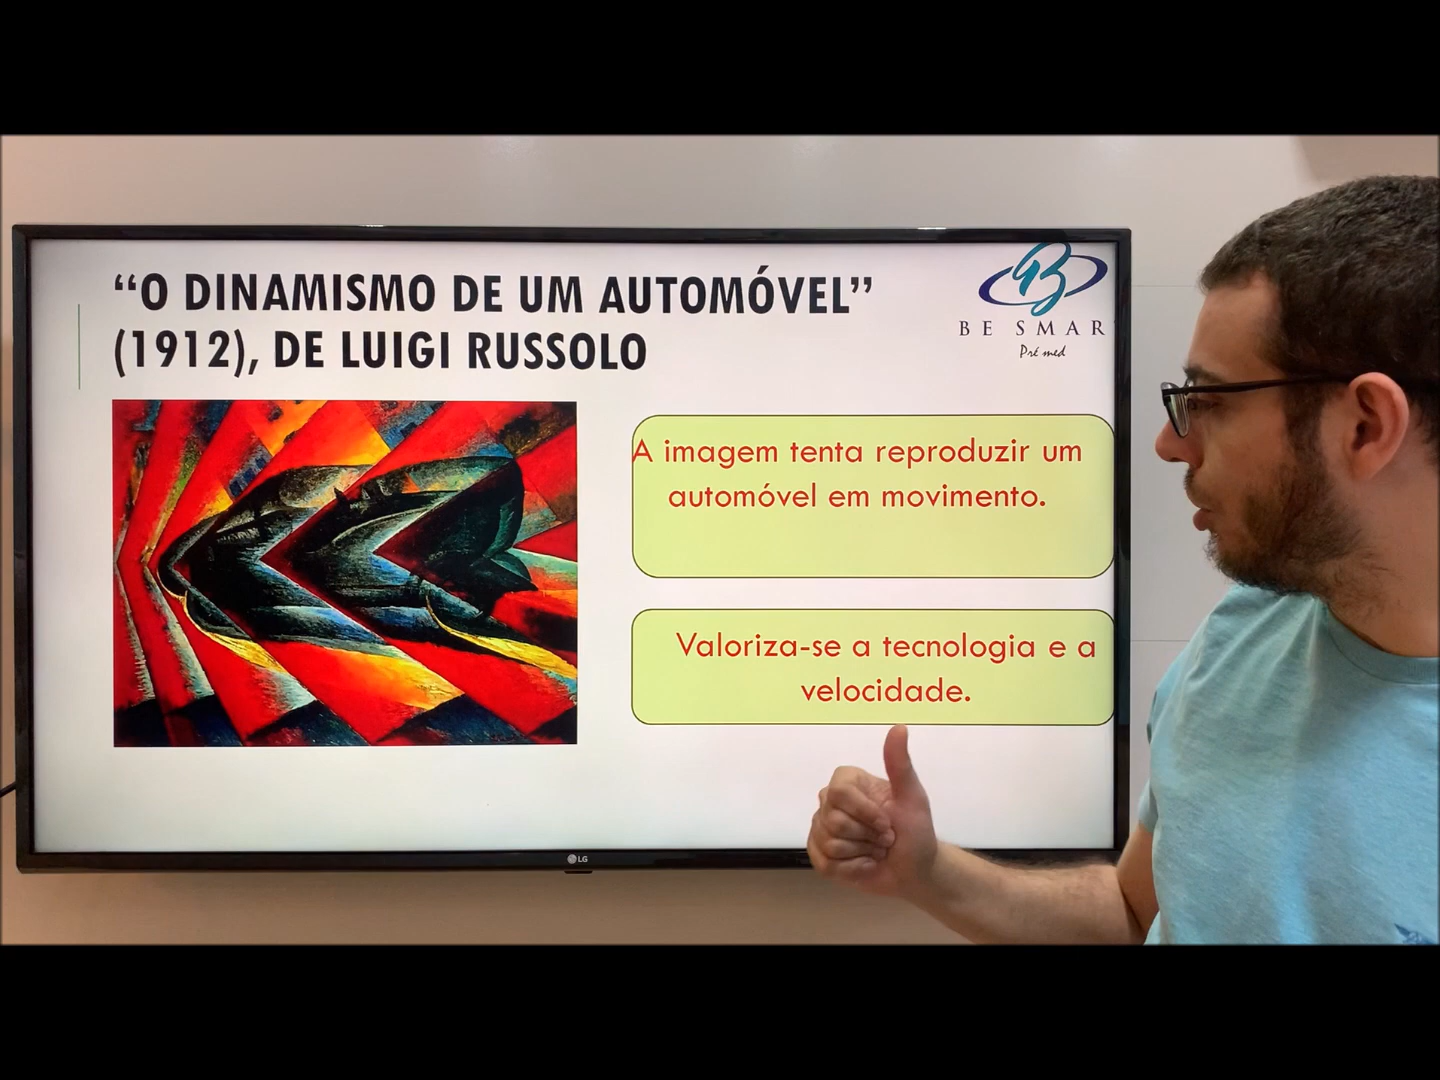 “O DINAMISMO DE UM AUTOMÓVEL”
(1912), DE LUIGI RUSSOLO
BE SMAR
Pré med
A imagem tenta reproduzir um
automóvel em movimento.
Valoriza-se a tecnologia e a
velocidade.
LG